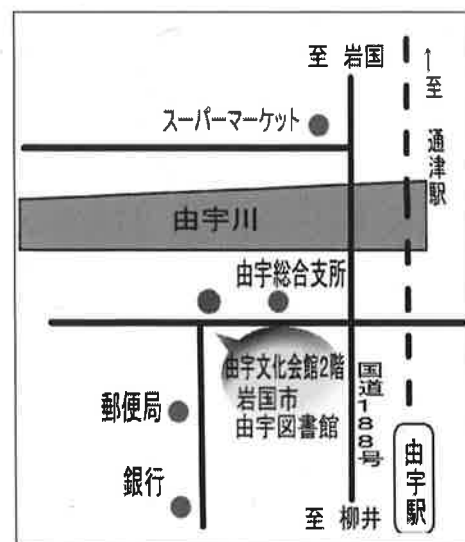 至 岩国
↑至 通津駅
スーパーマーケット
由宇川
由宇総合支所
由宇文化会館2階
岩国市
由宇図書館
国道188号
郵便局
銀行
由宇駅
至 柳井